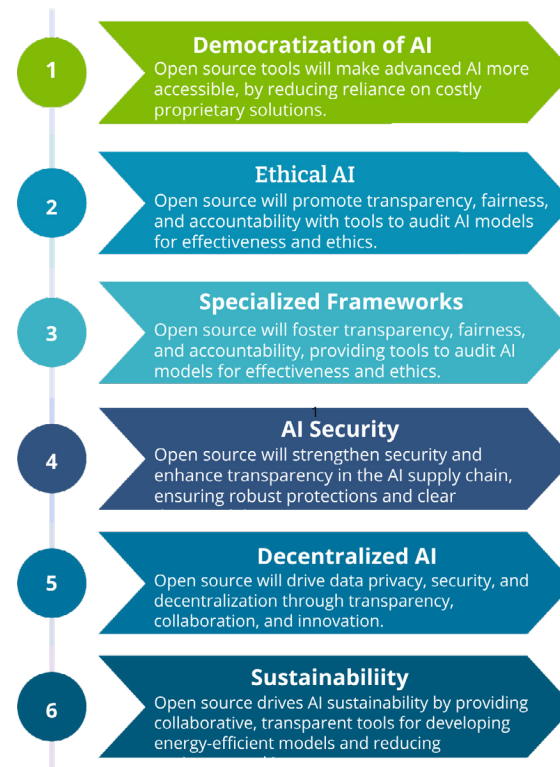 1
Democratization of AI
Open source tools will make advanced AI more
accessible, by reducing reliance on costly
proprietary solutions.
2
Ethical AI
Open source will promote transparency, fairness,
and accountability with tools to audit AI models
for effectiveness and ethics.
3
Specialized Frameworks
Open source will foster transparency, fairness,
and accountability, providing tools to audit AI
models for effectiveness and ethics.
1
4
AI Security
Open source will strengthen security and
enhance transparency in the AI supply chain,
ensuring robust protections and clear
5
Decentralized AI
Open source will drive data privacy, security, and
decentralization through transparency,
collaboration, and innovation.
6
Sustainabiliity
Open source drives AI sustainability by providing
collaborative, transparent tools for developing
energy-efficient models and reducing